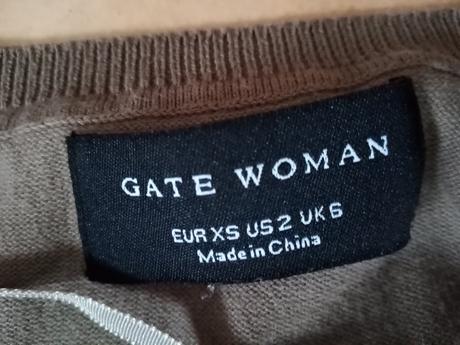 GATE WOMAN
EUR XS US 2 UK 6
Made in China